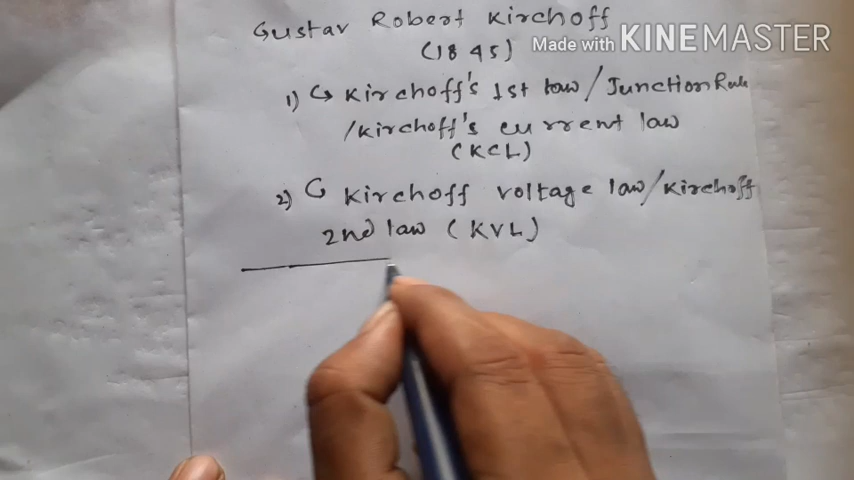 Gustav Robert Kirchoff
(1845)
Made with KINEMASTER
1) ↪ Kirchoff's 1st law/Junction Rule
/Kirchoff's current law
(KCL)
2) ↪ Kirchoff voltage law/Kirchoff
2nd law (KVL)